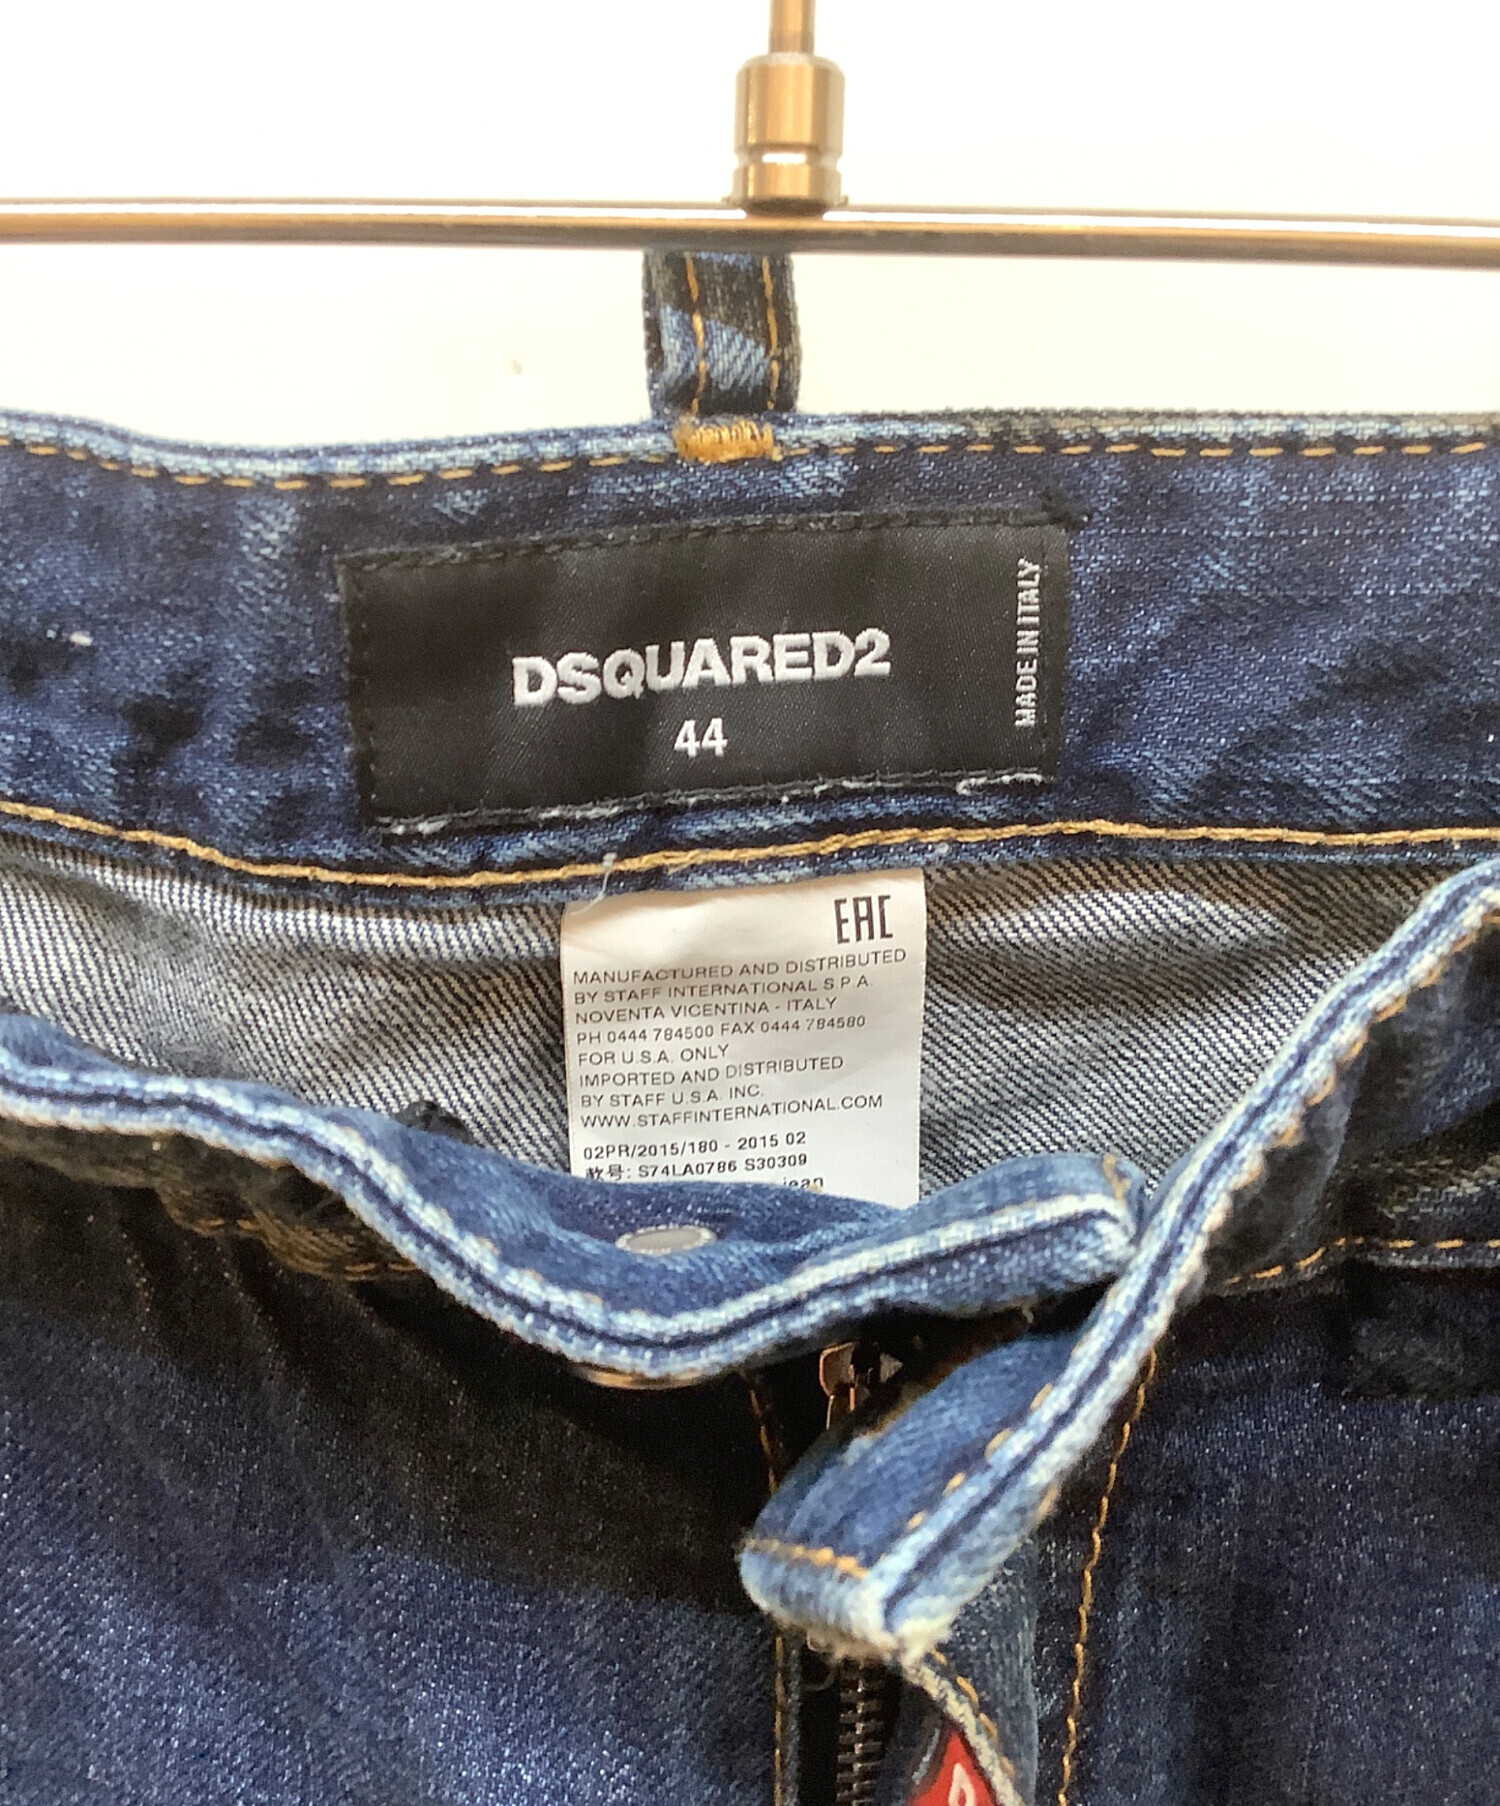 DSQUARED2
44
MADE IN ITALY
EAC
MANUFACTURED AND DISTRIBUTED
BY STAFF INTERNATIONAL S.P.A.
NOVENTA VICENTINA - ITALY
PH 0444 784500 FAX 0444 784580
FOR U.S.A. ONLY
IMPORTED AND DISTRIBUTED
BY STAFF U.S.A. INC.
WWW.STAFFINTERNATIONAL.COM
02PR/2015/180 - 2015 02
款号: S74LA0786 S30309
jean